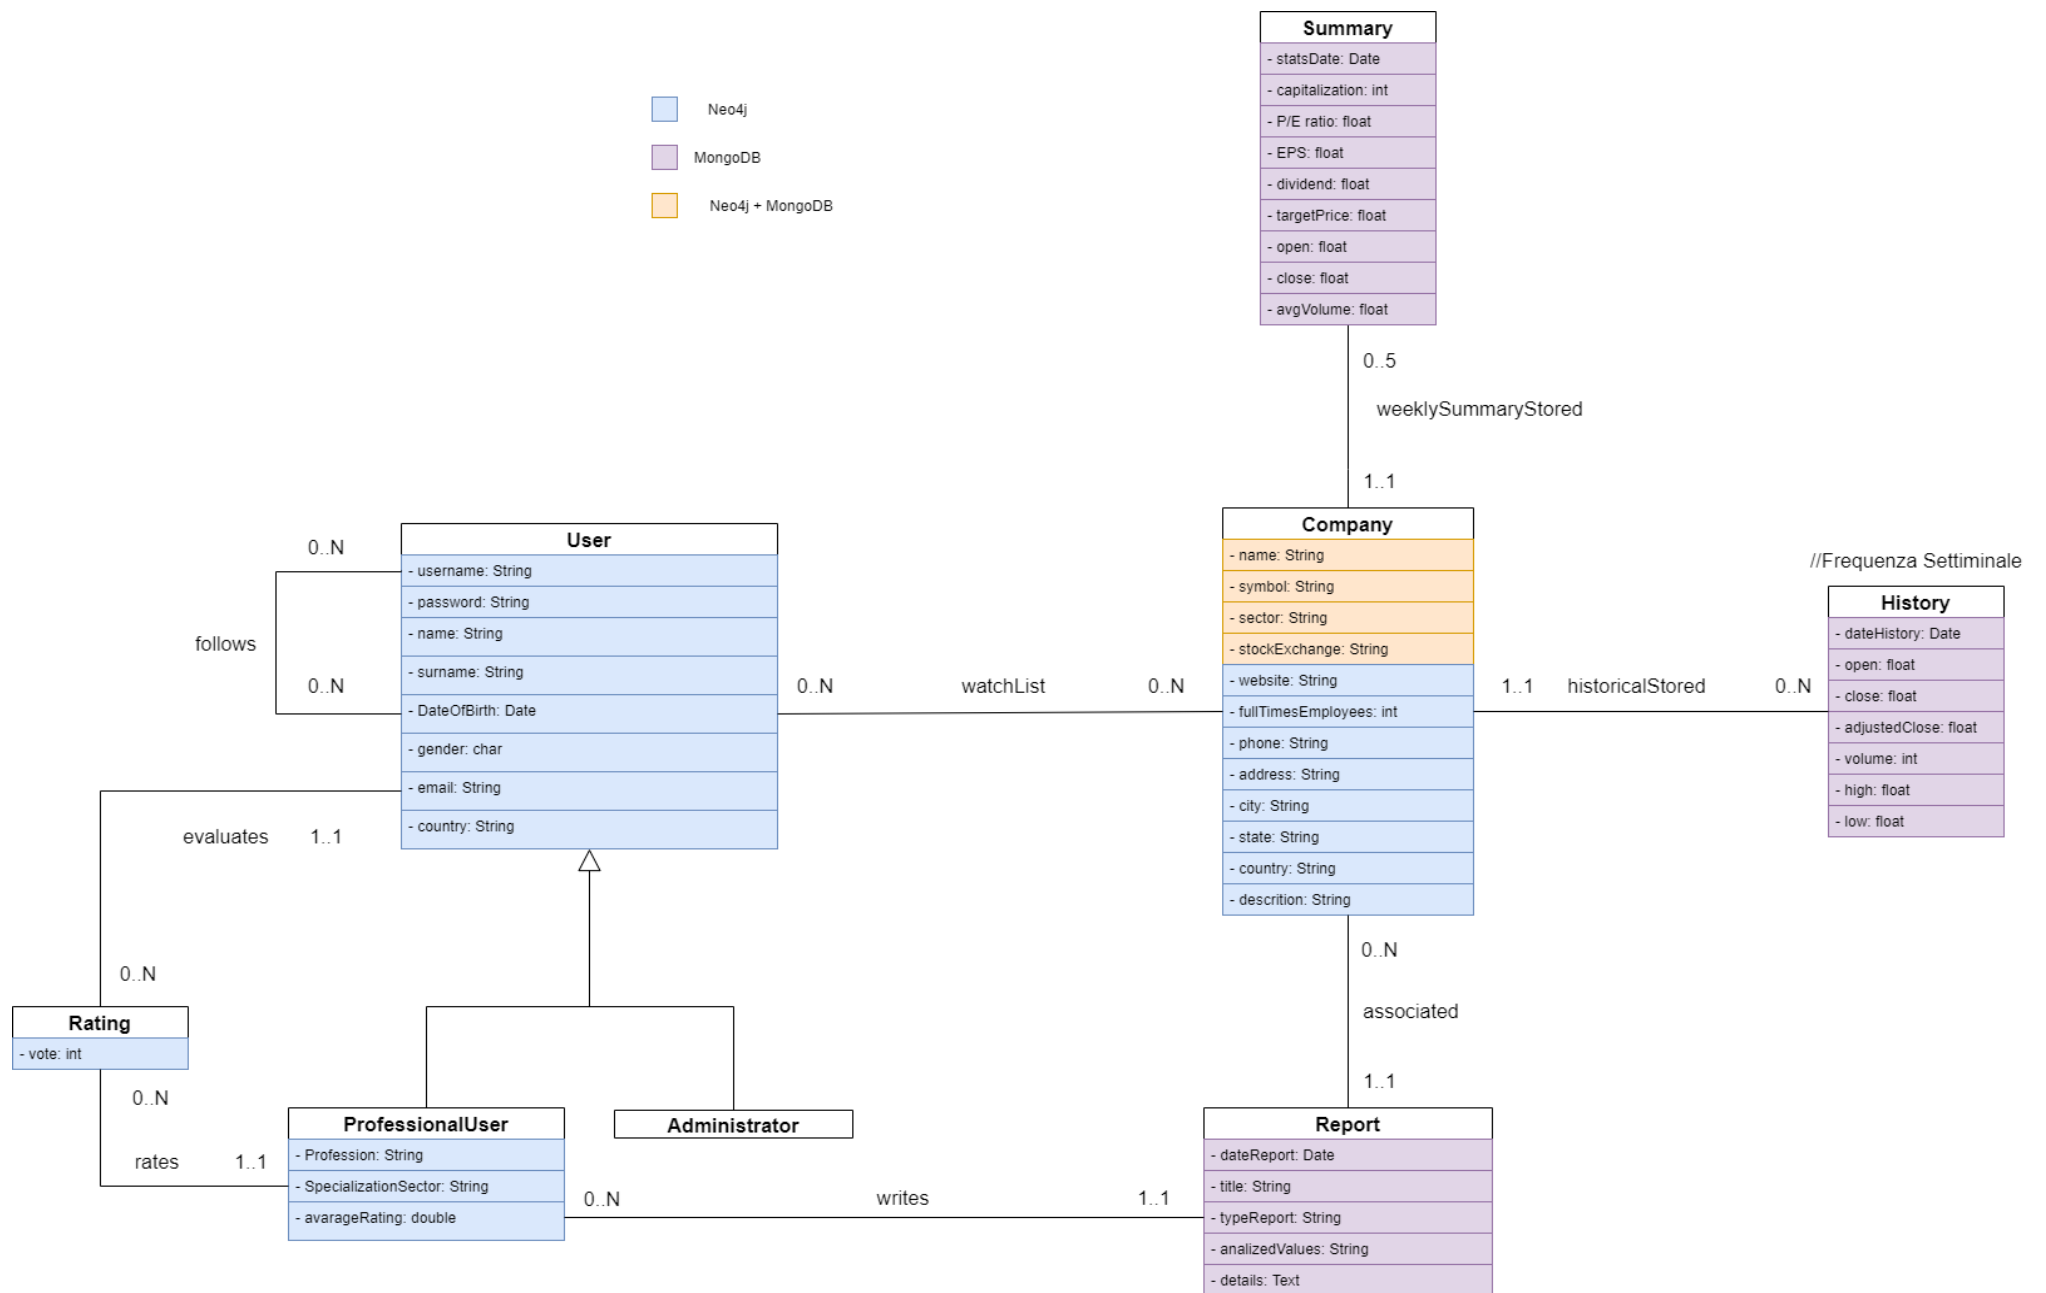 Summary
- statsDate: Date
- capitalization: int
- P/E ratio: float
- EPS: float
- dividend: float
- targetPrice: float
- open: float
- close: float
- avgVolume: float
Neo4j
MongoDB
Neo4j + MongoDB
0..5
weeklySummaryStored
1..1
User
- username: String
- password: String
- name: String
- surname: String
- DateOfBirth: Date
- gender: char
- email: String
- country: String
0..N
follows
0..N
0..N
watchList
0..N
Company
- name: String
- symbol: String
- sector: String
- stockExchange: String
- website: String
- fullTimesEmployees: int
- phone: String
- address: String
- city: String
- state: String
- country: String
- descrition: String
1..1
historicalStored
0..N
//Frequenza Settiminale
History
- dateHistory: Date
- open: float
- close: float
- adjustedClose: float
- volume: int
- high: float
- low: float
evaluates
1..1
0..N
Rating
- vote: int
0..N
rates
1..1
ProfessionalUser
- Profession: String
- SpecializationSector: String
- avarageRating: double
Administrator
0..N
writes
1..1
0..N
associated
1..1
Report
- dateReport: Date
- title: String
- typeReport: String
- analizedValues: String
- details: Text